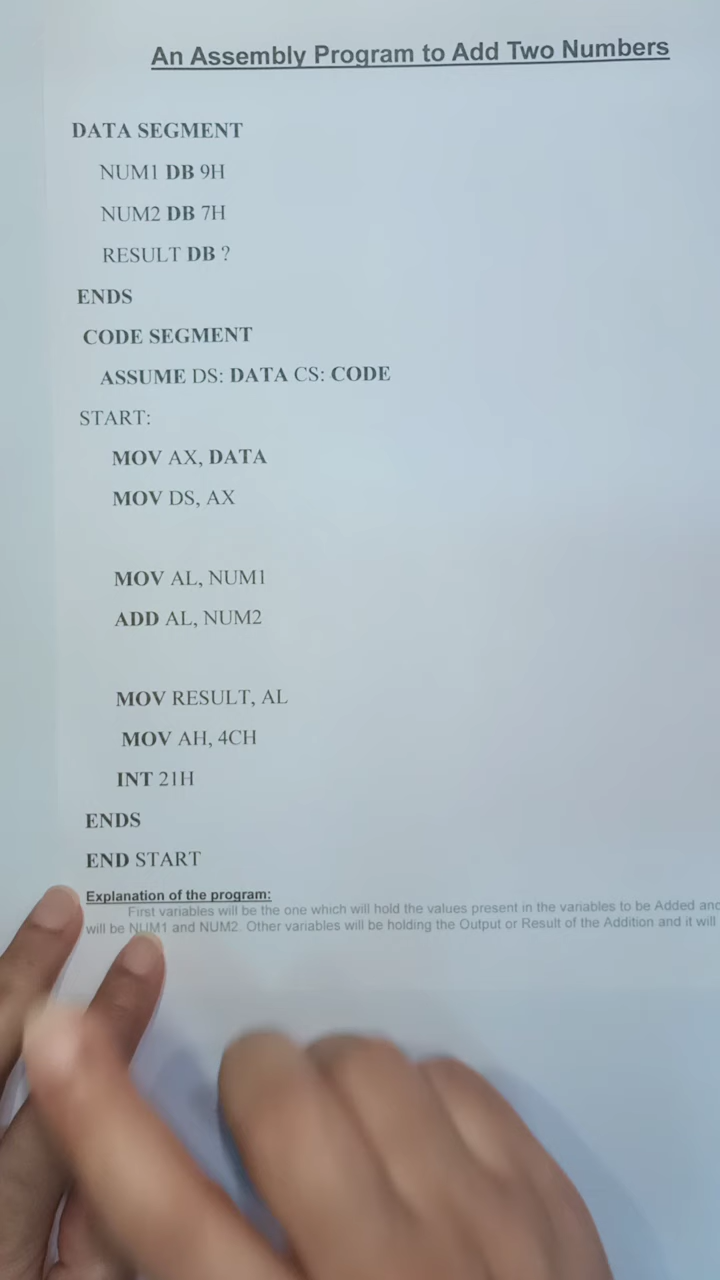 An Assembly Program to Add Two Numbers
DATA SEGMENT
NUM1 DB 9H
NUM2 DB 7H
RESULT DB ?
ENDS
CODE SEGMENT
ASSUME DS: DATA CS: CODE
START:
MOV AX, DATA
MOV DS, AX
MOV AL, NUM1
ADD AL, NUM2
MOV RESULT, AL
MOV AH, 4CH
INT 21H
ENDS
END START
Explanation of the program:
First variables will be the one which will hold the values present in the variables to be Added and
will be NUM1 and NUM2. Other variables will be holding the Output or Result of the Addition and it will